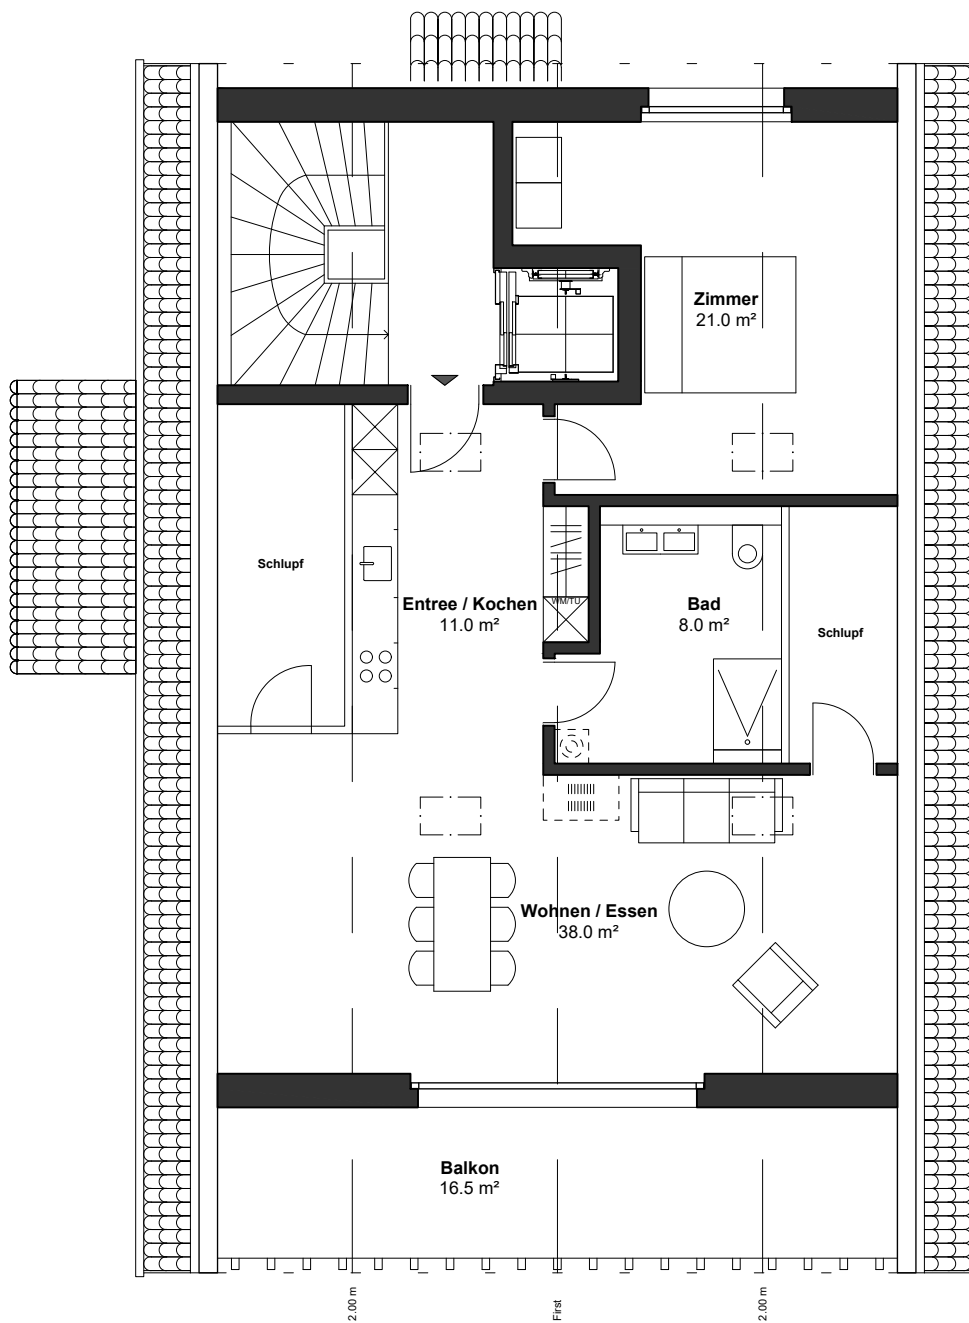 Zimmer
21.0 m²
Schlupf
Entree / Kochen
11.0 m²
WM/TU
Bad
8.0 m²
Schlupf
Wohnen / Essen
38.0 m²
Balkon
16.5 m²
2.00 m
First
2.00 m